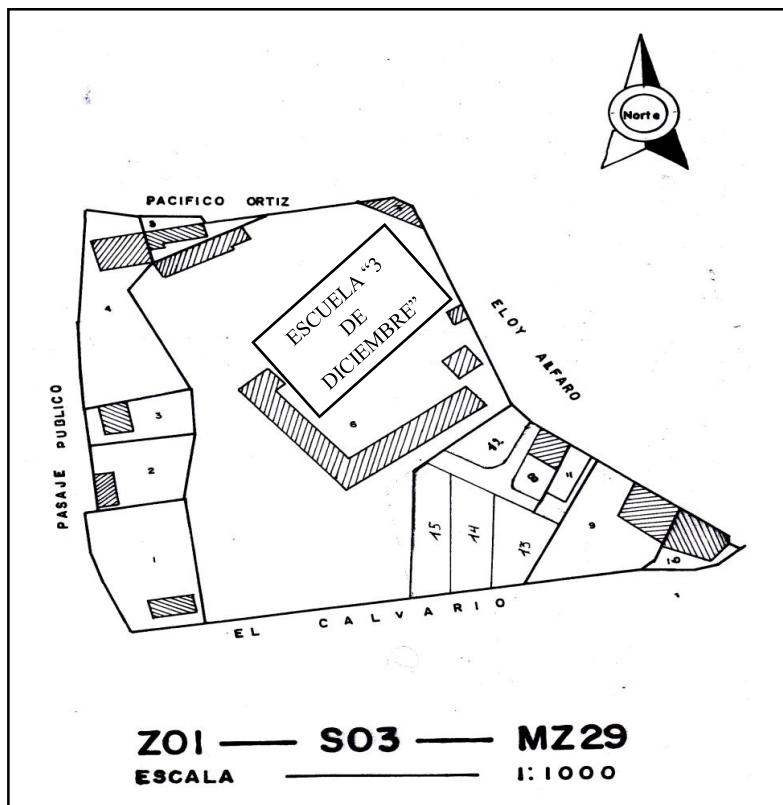 Norte
PACIFICO ORTIZ
ELOY ALFARO
PASAJE PUBLICO
EL CALVARIO
ESCUELA “3
DE
DICIEMBRE”
4
3
2
1
6
12
11
9
10
15
14
13
Z01 — S03 — MZ29
ESCALA — 1:1000